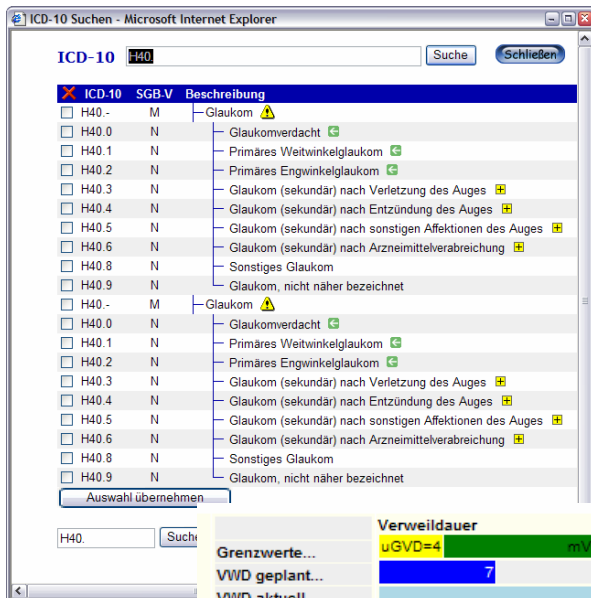 ICD-10 Suchen - Microsoft Internet Explorer
ICD-10 H40. Suche Schließen
ICD-10 SGB-V Beschreibung
H40.- M Glaukom
H40.0 N Glaukomverdacht
H40.1 N Primäres Weitwinkelglaukom
H40.2 N Primäres Engwinkelglaukom
H40.3 N Glaukom (sekundär) nach Verletzung des Auges
H40.4 N Glaukom (sekundär) nach Entzündung des Auges
H40.5 N Glaukom (sekundär) nach sonstigen Affektionen des Auges
H40.6 N Glaukom (sekundär) nach Arzneimittelverabreichung
H40.8 N Sonstiges Glaukom
H40.9 N Glaukom, nicht näher bezeichnet
H40.- M Glaukom
H40.0 N Glaukomverdacht
H40.1 N Primäres Weitwinkelglaukom
H40.2 N Primäres Engwinkelglaukom
H40.3 N Glaukom (sekundär) nach Verletzung des Auges
H40.4 N Glaukom (sekundär) nach Entzündung des Auges
H40.5 N Glaukom (sekundär) nach sonstigen Affektionen des Auges
H40.6 N Glaukom (sekundär) nach Arzneimittelverabreichung
H40.8 N Sonstiges Glaukom
H40.9 N Glaukom, nicht näher bezeichnet
Auswahl übernehmen
H40. Suche
Verweildauer
Grenzwerte... uGVD=4
VWD geplant... 7
VWD aktuell